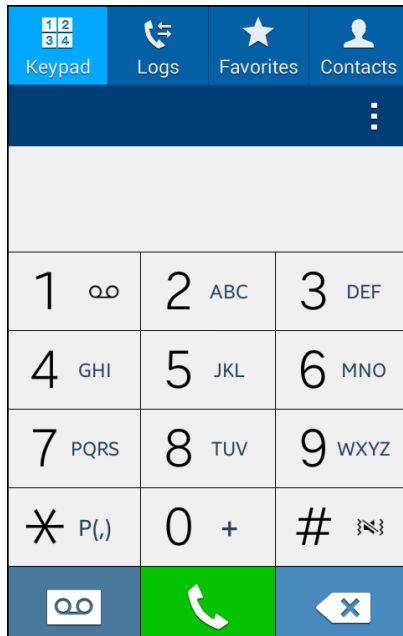 1 2
3 4
Keypad Logs Favorites Contacts
1 2 ABC 3 DEF
4 GHI 5 JKL 6 MNO
7 PQRS 8 TUV 9 WXYZ
* P(,) 0 + #